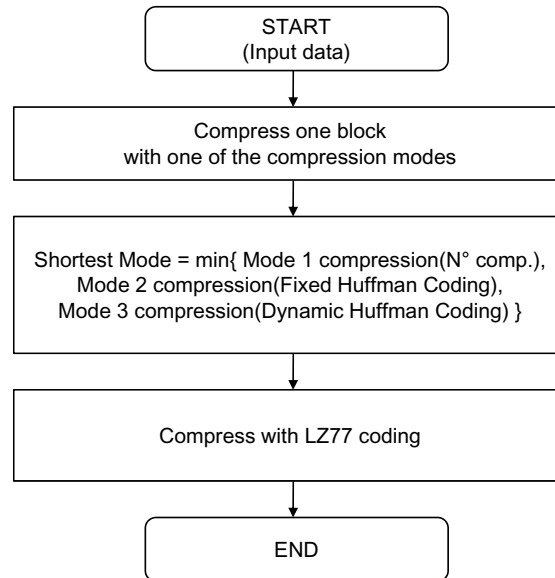 START
(Input data)
Compress one block
with one of the compression modes
Shortest Mode = min{ Mode 1 compression(N° comp.),
Mode 2 compression(Fixed Huffman Coding),
Mode 3 compression(Dynamic Huffman Coding) }
Compress with LZ77 coding
END